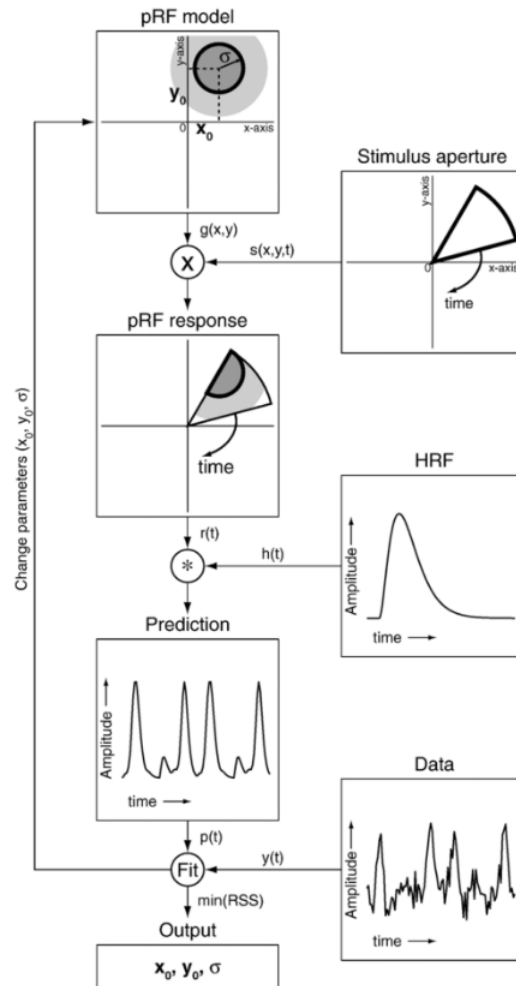 pRF model
y-axis
σ
y₀
0
x₀
x-axis
Stimulus aperture
y-axis
0
x-axis
time
g(x,y)
X
s(x,y,t)
pRF response
time
Change parameters (x₀, y₀, σ)
HRF
Amplitude
time
r(t)
*
h(t)
Prediction
Amplitude
time
Data
Amplitude
time
p(t)
Fit
y(t)
min(RSS)
Output
x₀, y₀, σ